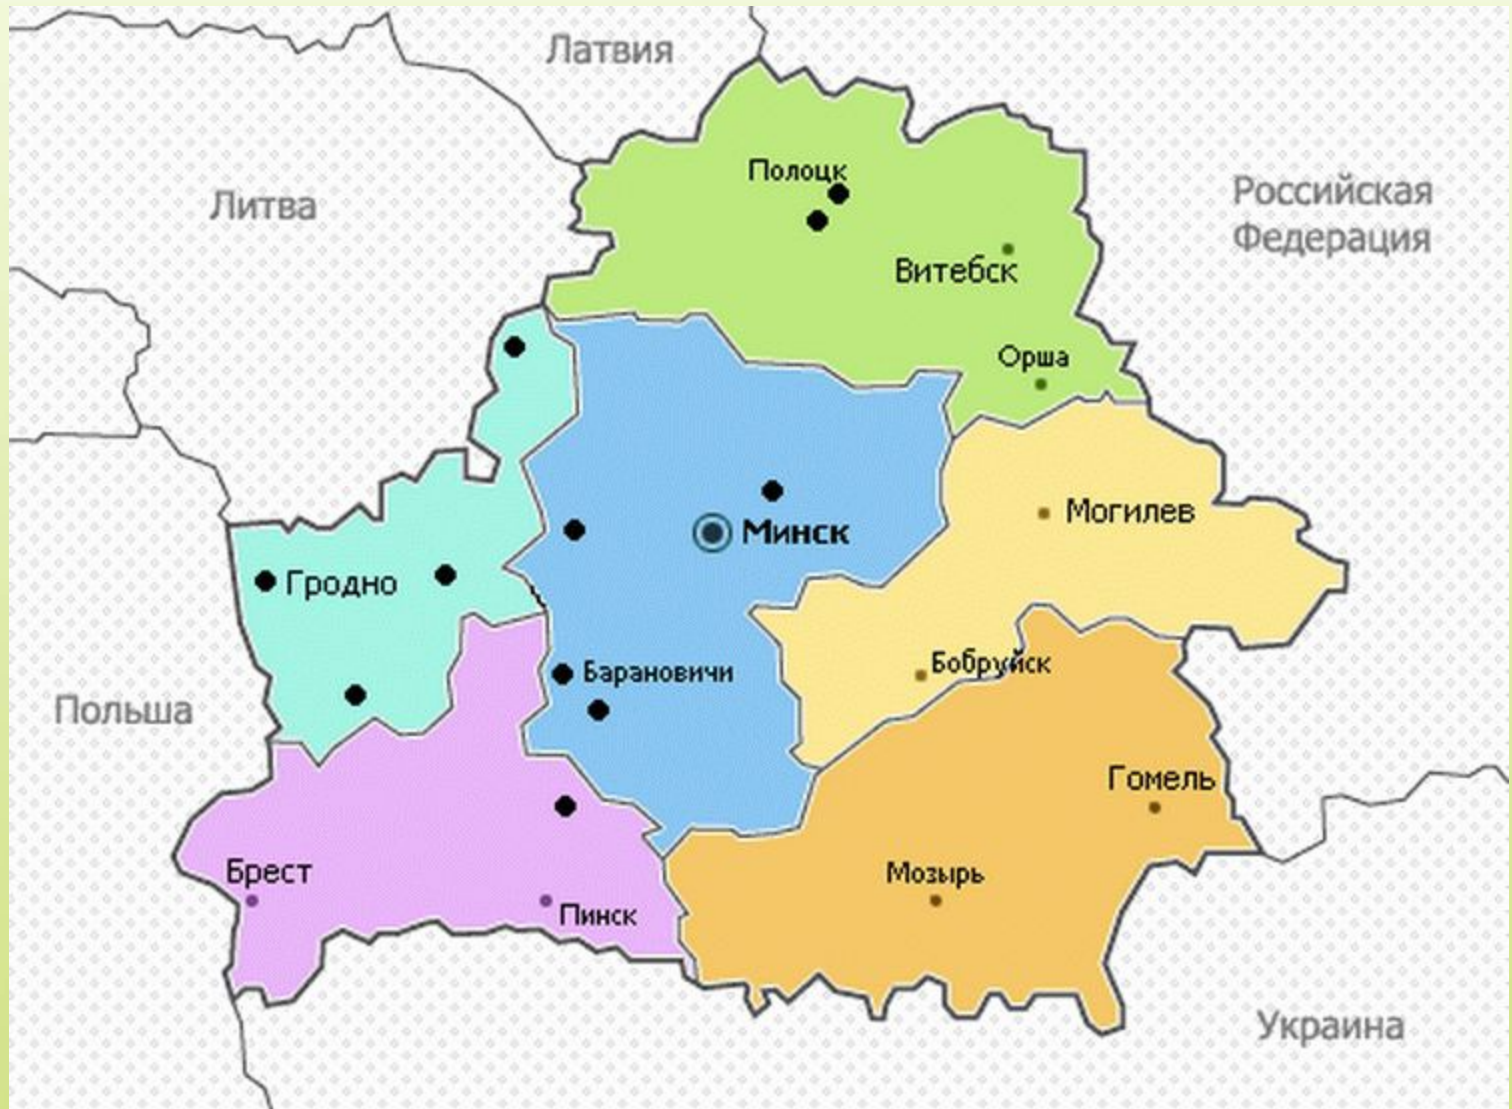 Латвия
Полоцк
Литва
Российская
Федерация
Витебск
Орша
Могилев
Минск
Гродно
Бобруйск
Барановичи
Польша
Гомель
Брест
Мозырь
Пинск
Украина